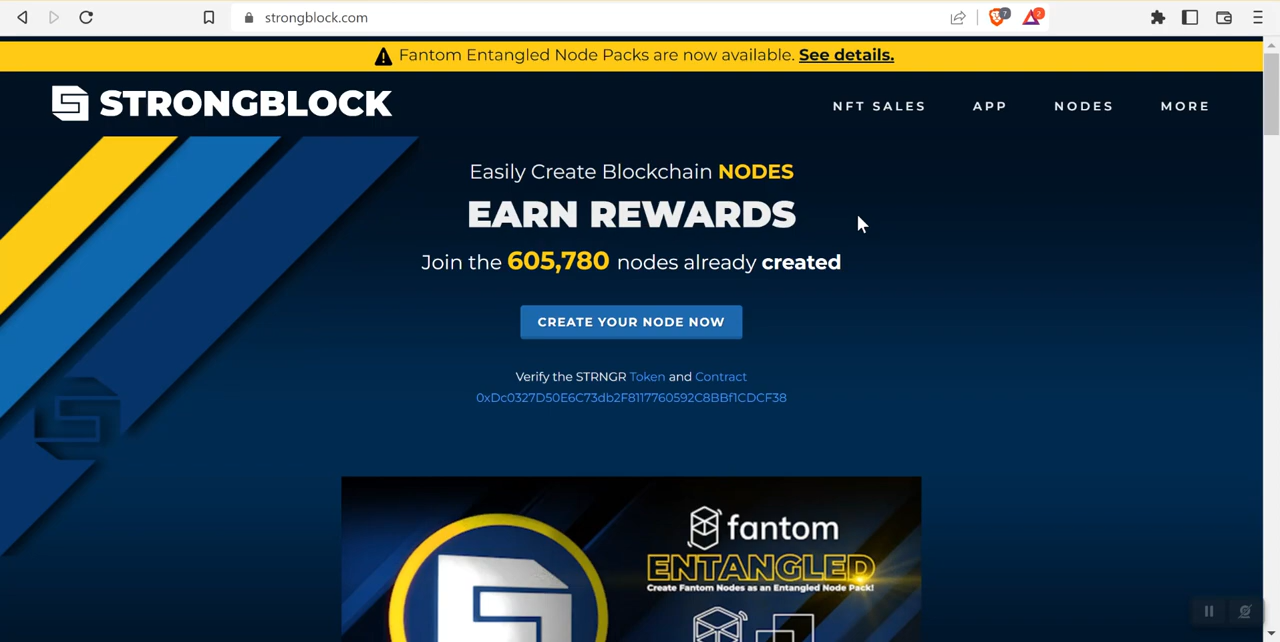 strongblock.com
7
2
Fantom Entangled Node Packs are now available. See details.
STRONGBLOCK
NFT SALES APP NODES MORE
Easily Create Blockchain NODES
EARN REWARDS
Join the 605,780 nodes already created
CREATE YOUR NODE NOW
Verify the STRNGR Token and Contract
0xDc0327D50E6C73db2F8117760592C8BBf1CDCF38
fantom
ENTANGLED
Create Fantom Nodes as an Entangled Node Pack!